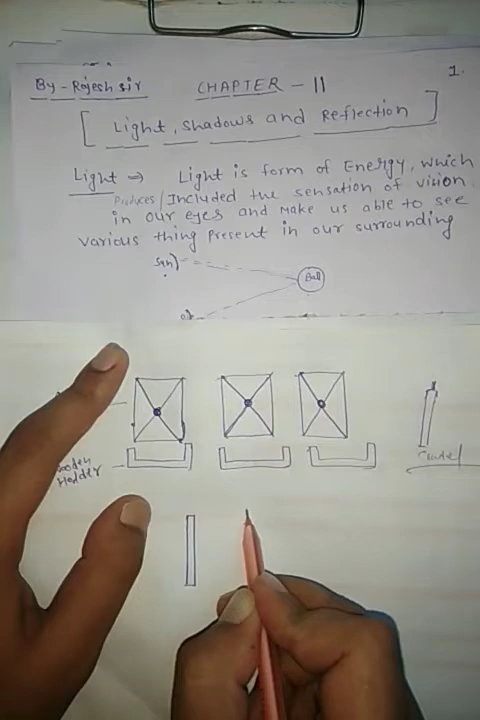 1.
By - Rajesh sir CHAPTER - 11
[ Light, Shadows and Reflection ]
Light ⇒ Light is form of Energy, which
Produces/Included the sensation of vision
in our eyes and make us able to see
various thing present in our surrounding
Sun)
Ball
Wooden
Holder